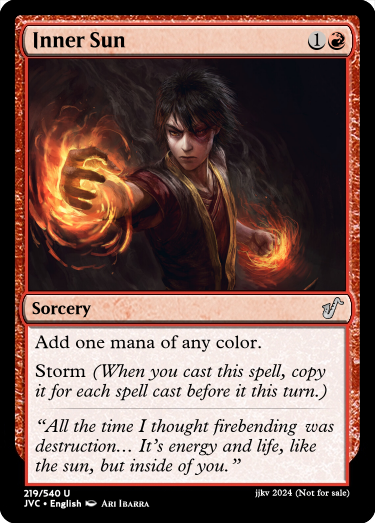 Inner Sun 1
Sorcery
Add one mana of any color.
Storm (When you cast this spell, copy
it for each spell cast before it this turn.)
“All the time I thought firebending was
destruction… It’s energy and life, like
the sun, but inside of you.”
219/540 U
JVC • English Ari Ibarra
jjkv 2024 (Not for sale)